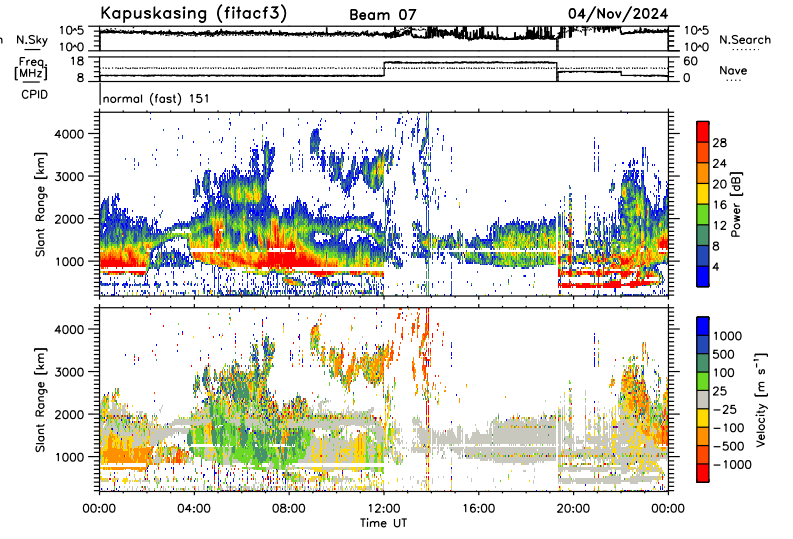 Kapuskasing (fitacf3) Beam 07 04/Nov/2024
N.Sky 10^5 10^5 N.Search
10^0 10^0
Freq. 18 60 Nave
[MHz] 8 0
CPID normal (fast) 151
Slant Range [km]
4000
3000
2000
1000
Power [dB]
28
24
20
16
12
8
4
Slant Range [km]
4000
3000
2000
1000
Velocity [m s⁻¹]
1000
500
100
25
-25
-100
-500
-1000
00:00 04:00 08:00 12:00 16:00 20:00 00:00
Time UT